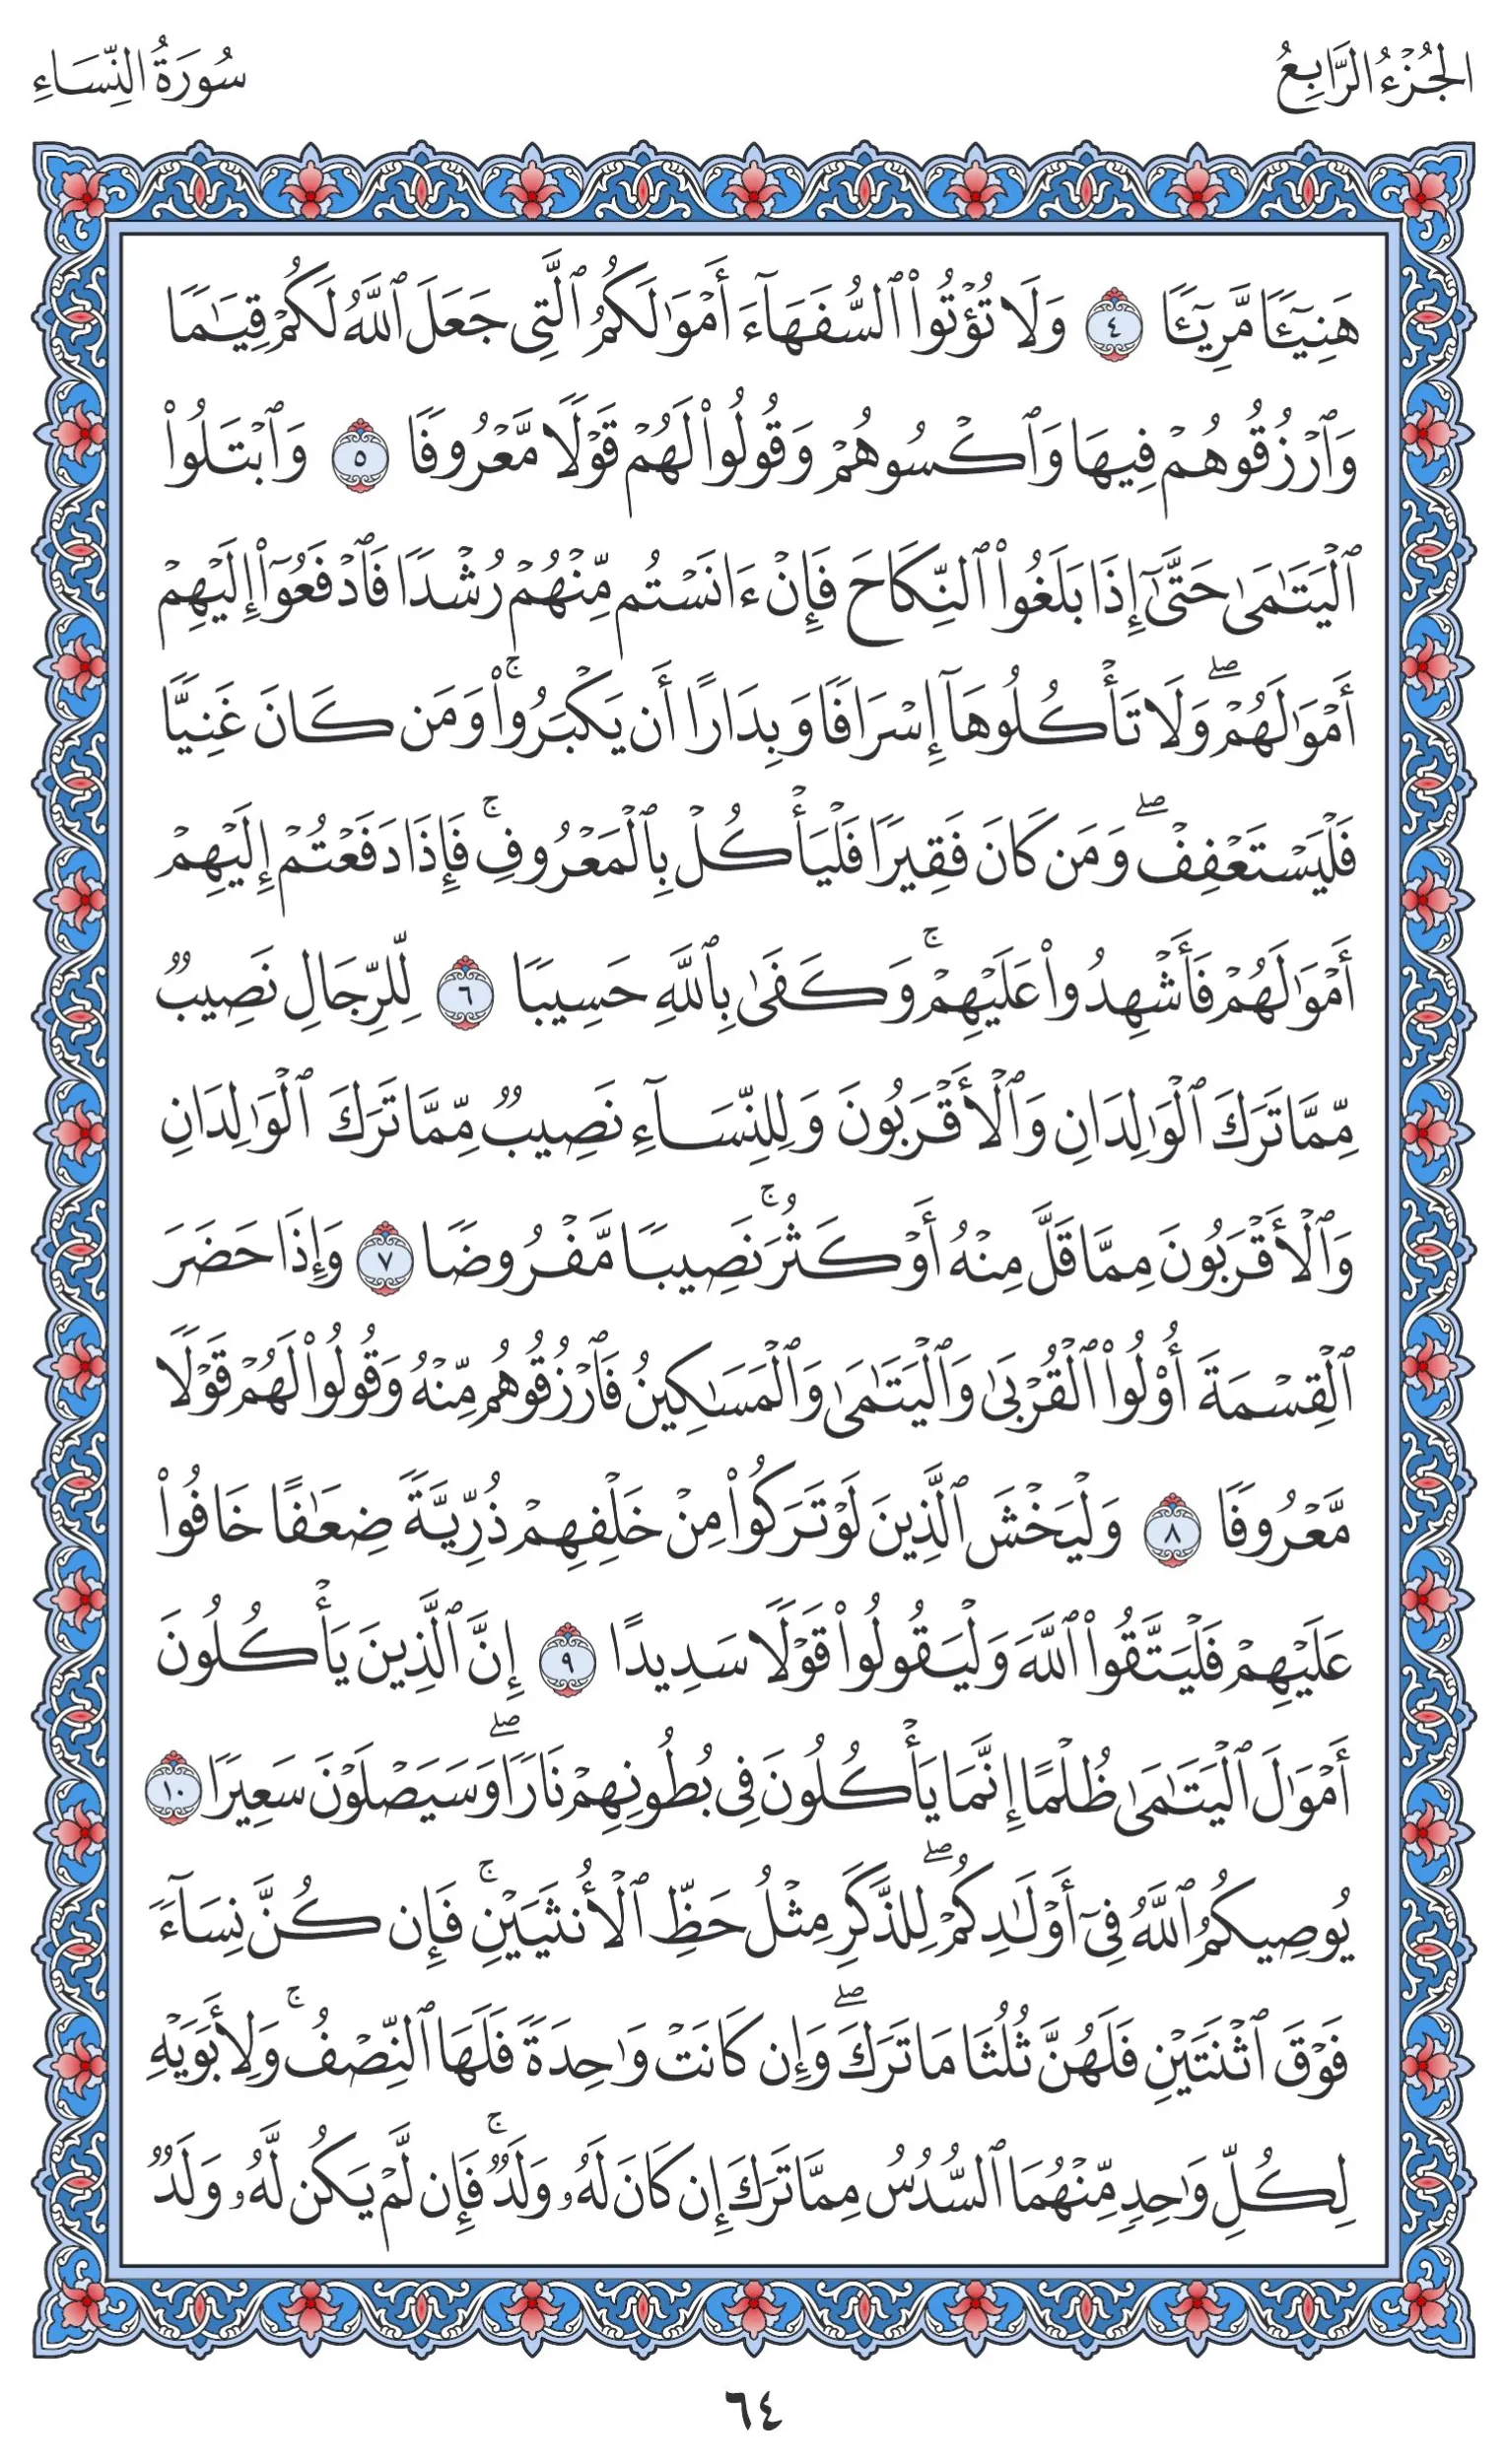 الجُزْءُ الرَّابِعُ
سُورَةُ النِّسَاءِ
هَنِيٓـًٔا مَّرِيٓـًٔا ٤ وَلَا تُؤْتُوا۟ ٱلسُّفَهَآءَ أَمْوَٰلَكُمُ ٱلَّتِى جَعَلَ ٱللَّهُ لَكُمْ قِيَـٰمًا
وَٱرْزُقُوهُمْ فِيهَا وَٱكْسُوهُمْ وَقُولُوا۟ لَهُمْ قَوْلًا مَّعْرُوفًا ٥ وَٱبْتَلُوا۟
ٱلْيَتَـٰمَىٰ حَتَّىٰٓ إِذَا بَلَغُوا۟ ٱلنِّكَاحَ فَإِنْ ءَانَسْتُم مِّنْهُمْ رُشْدًا فَٱدْفَعُوٓا۟ إِلَيْهِمْ
أَمْوَٰلَهُمْ ۖ وَلَا تَأْكُلُوهَآ إِسْرَافًا وَبِدَارًا أَن يَكْبَرُوا۟ ۚ وَمَن كَانَ غَنِيًّا
فَلْيَسْتَعْفِفْ ۖ وَمَن كَانَ فَقِيرًا فَلْيَأْكُلْ بِٱلْمَعْرُوفِ ۚ فَإِذَا دَفَعْتُمْ إِلَيْهِمْ
أَمْوَٰلَهُمْ فَأَشْهِدُوا۟ عَلَيْهِمْ ۚ وَكَفَىٰ بِٱللَّهِ حَسِيبًا ٦ لِّلرِّجَالِ نَصِيبٌ
مِّمَّا تَرَكَ ٱلْوَٰلِدَانِ وَٱلْأَقْرَبُونَ وَلِلنِّسَآءِ نَصِيبٌ مِّمَّا تَرَكَ ٱلْوَٰلِدَانِ
وَٱلْأَقْرَبُونَ مِمَّا قَلَّ مِنْهُ أَوْ كَثُرَ ۚ نَصِيبًا مَّفْرُوضًا ٧ وَإِذَا حَضَرَ
ٱلْقِسْمَةَ أُو۟لُوا۟ ٱلْقُرْبَىٰ وَٱلْيَتَـٰمَىٰ وَٱلْمَسَـٰكِينُ فَٱرْزُقُوهُم مِّنْهُ وَقُولُوا۟ لَهُمْ قَوْلًا
مَّعْرُوفًا ٨ وَلْيَخْشَ ٱلَّذِينَ لَوْ تَرَكُوا۟ مِنْ خَلْفِهِمْ ذُرِّيَّةً ضِعَـٰفًا خَافُوا۟
عَلَيْهِمْ فَلْيَتَّقُوا۟ ٱللَّهَ وَلْيَقُولُوا۟ قَوْلًا سَدِيدًا ٩ إِنَّ ٱلَّذِينَ يَأْكُلُونَ
أَمْوَٰلَ ٱلْيَتَـٰمَىٰ ظُلْمًا إِنَّمَا يَأْكُلُونَ فِى بُطُونِهِمْ نَارًا ۖ وَسَيَصْلَوْنَ سَعِيرًا ١٠
يُوصِيكُمُ ٱللَّهُ فِىٓ أَوْلَـٰدِكُمْ ۖ لِلذَّكَرِ مِثْلُ حَظِّ ٱلْأُنثَيَيْنِ ۚ فَإِن كُنَّ نِسَآءً
فَوْقَ ٱثْنَتَيْنِ فَلَهُنَّ ثُلُثَا مَا تَرَكَ ۖ وَإِن كَانَتْ وَٰحِدَةً فَلَهَا ٱلنِّصْفُ ۚ وَلِأَبَوَيْهِ
لِكُلِّ وَٰحِدٍ مِّنْهُمَا ٱلسُّدُسُ مِمَّا تَرَكَ إِن كَانَ لَهُۥ وَلَدٌ ۚ فَإِن لَّمْ يَكُن لَّهُۥ وَلَدٌ
٦٤